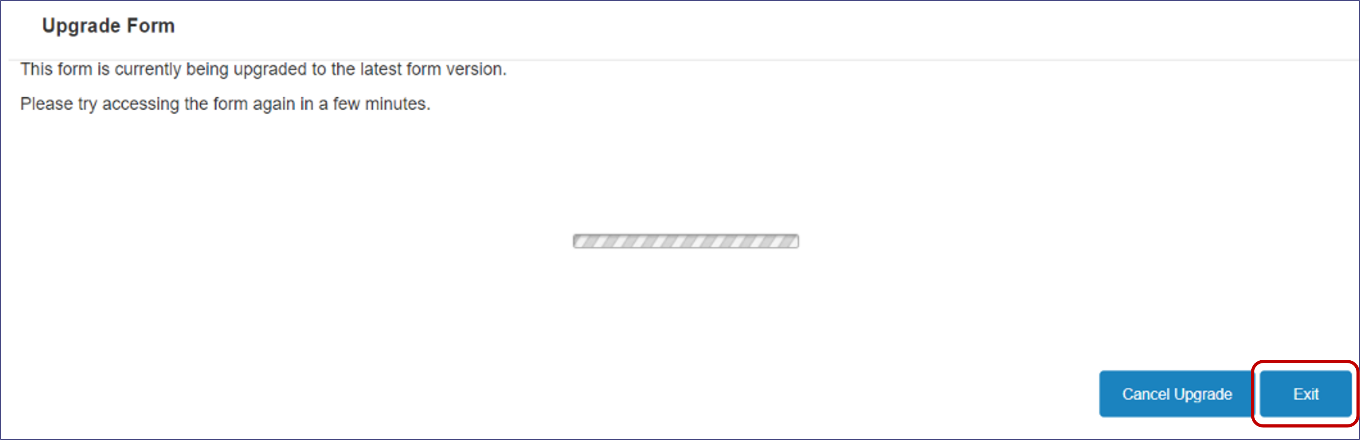 Upgrade Form
This form is currently being upgraded to the latest form version.
Please try accessing the form again in a few minutes.
Cancel Upgrade
Exit